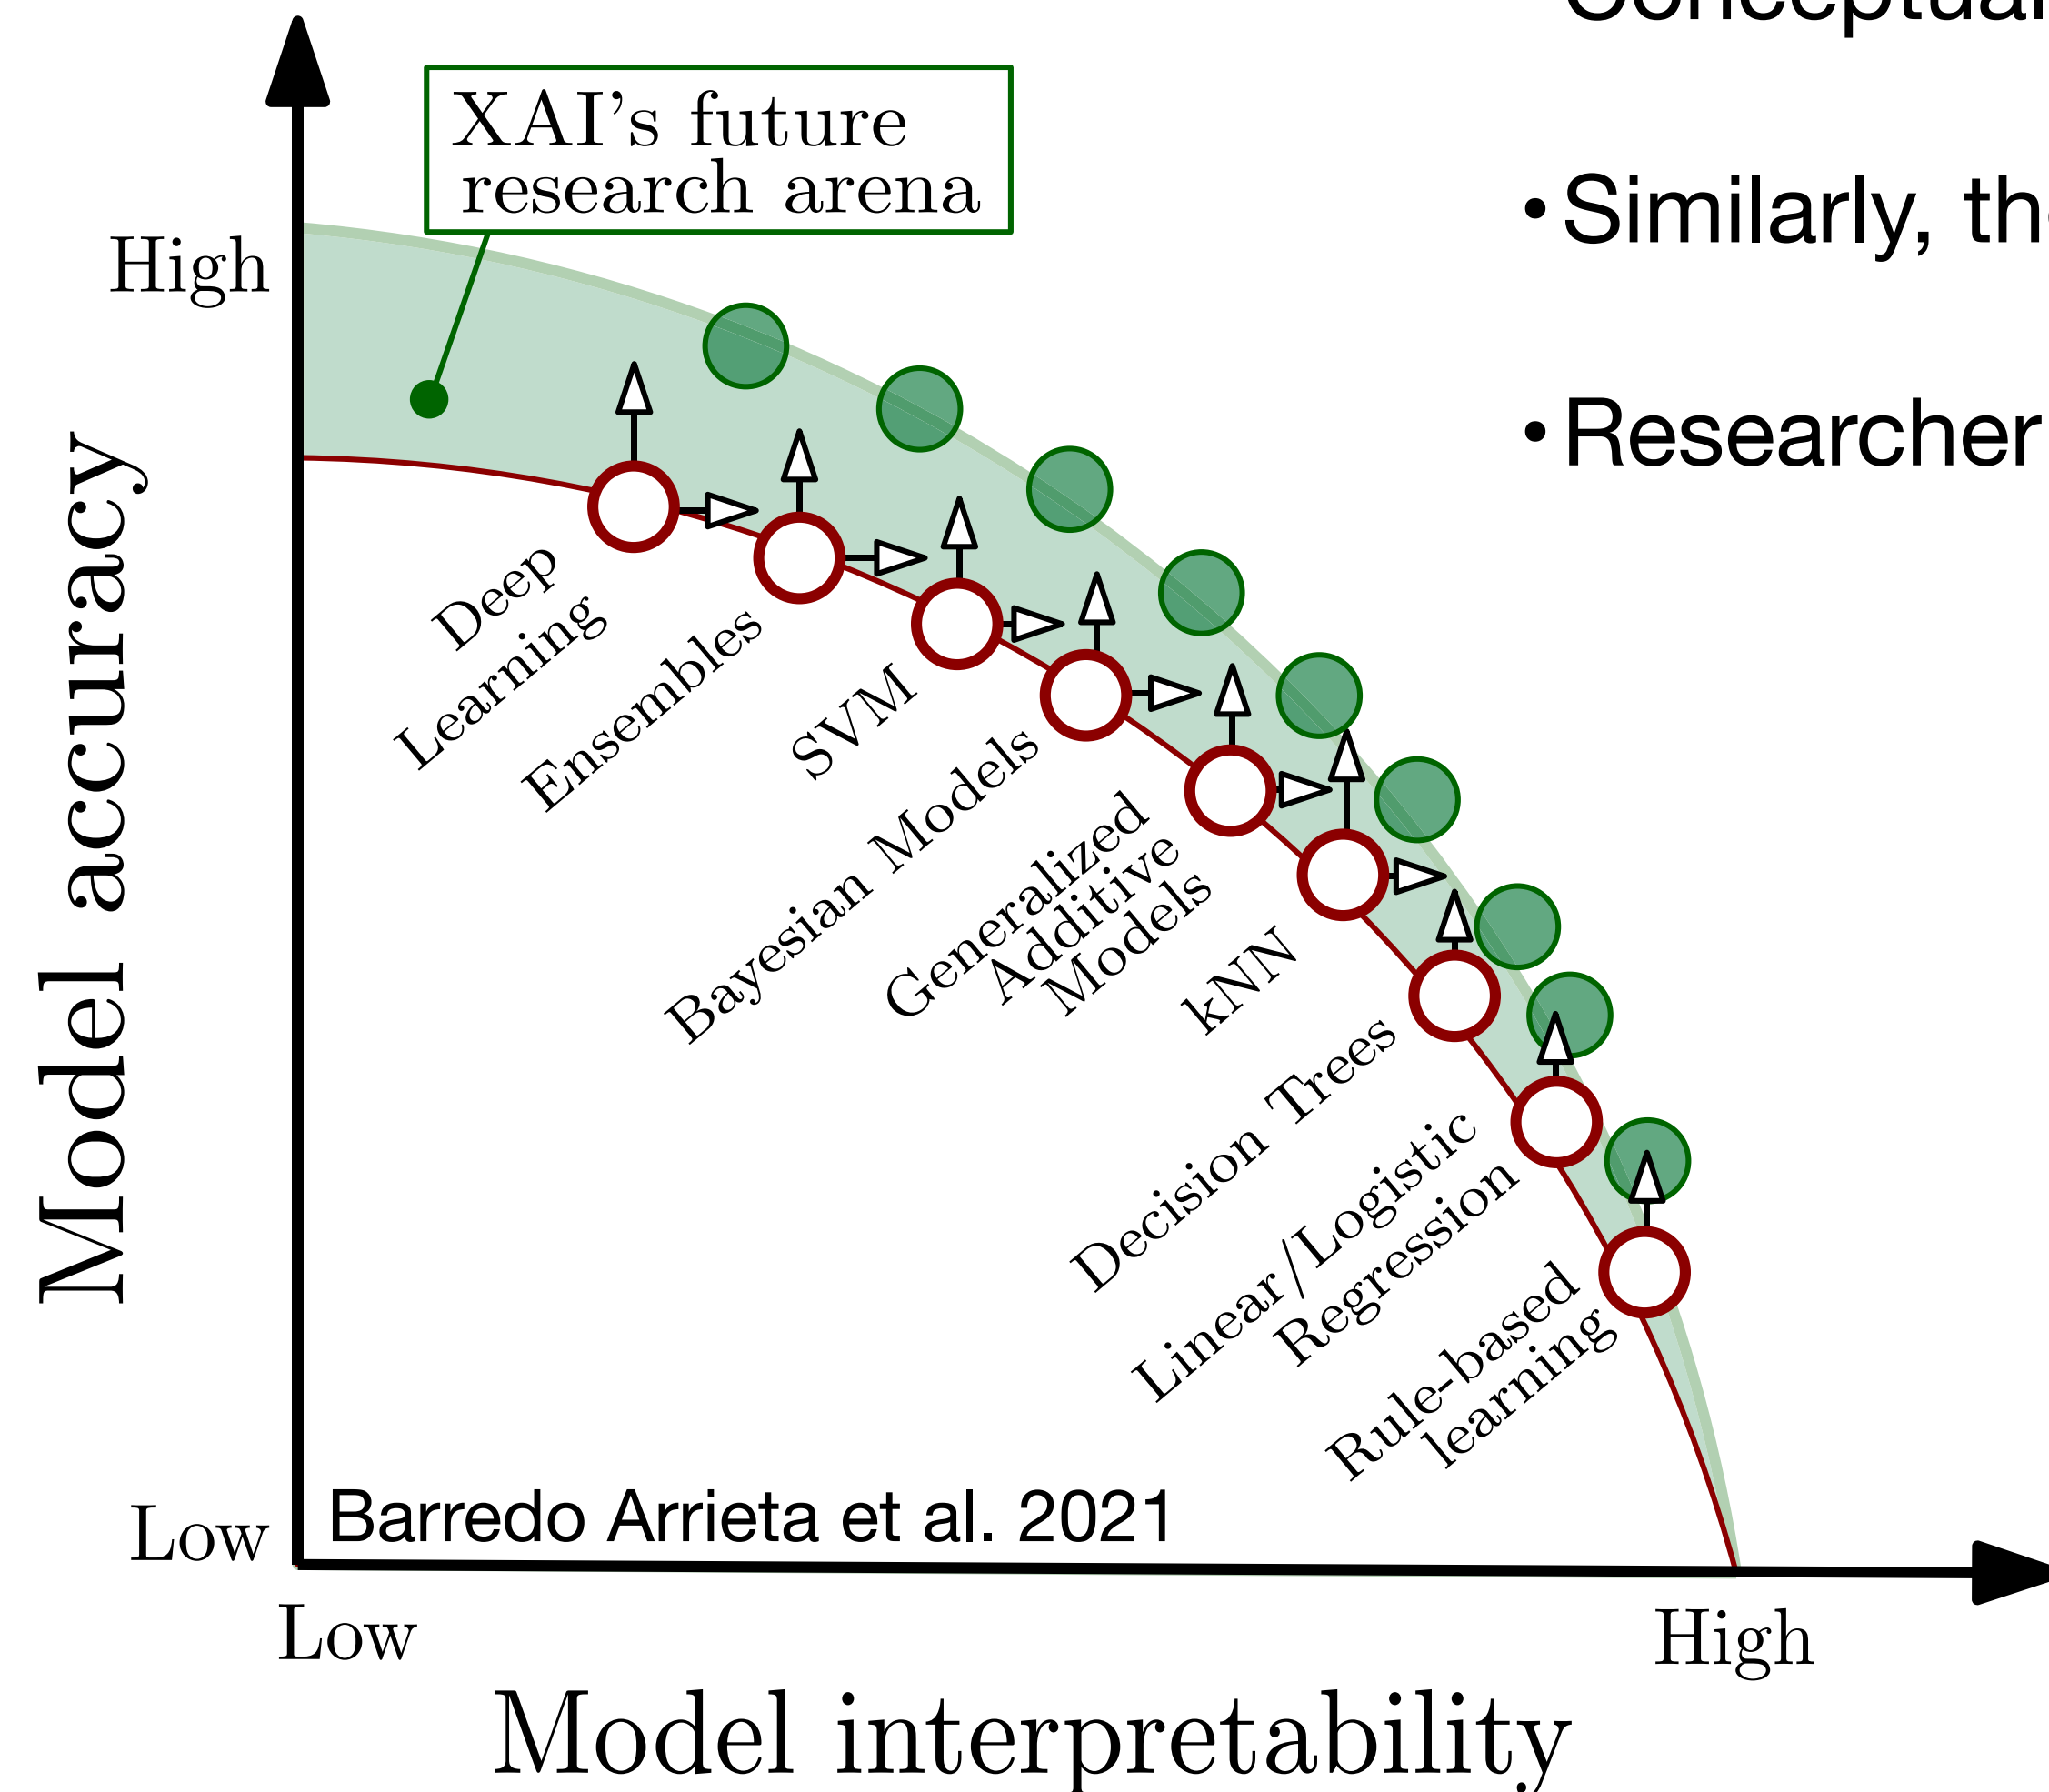 Conceptual
XAI's future
research arena
• Similarly, th
High
• Researcher
Model accuracy
Deep
Learning
Ensembles
SVM
Bayesian Models
Generalized
Additive
Models
kNN
Decision Trees
Linear/Logistic
Regression
Rule-based
learning
Barredo Arrieta et al. 2021
Low
Low
High
Model interpretability